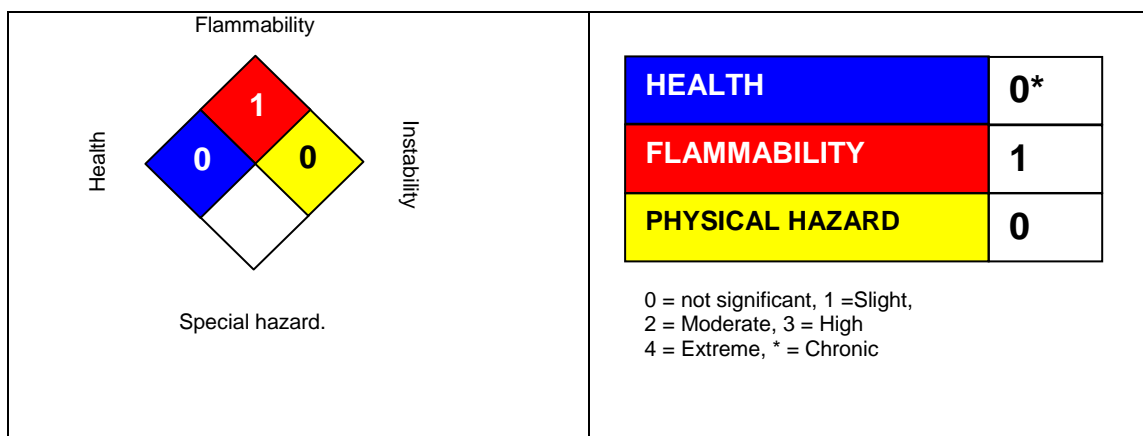 Flammability
1
Health
0
0
Instability
Special hazard.
HEALTH 0*
FLAMMABILITY 1
PHYSICAL HAZARD 0
0 = not significant, 1 =Slight,
2 = Moderate, 3 = High
4 = Extreme, * = Chronic